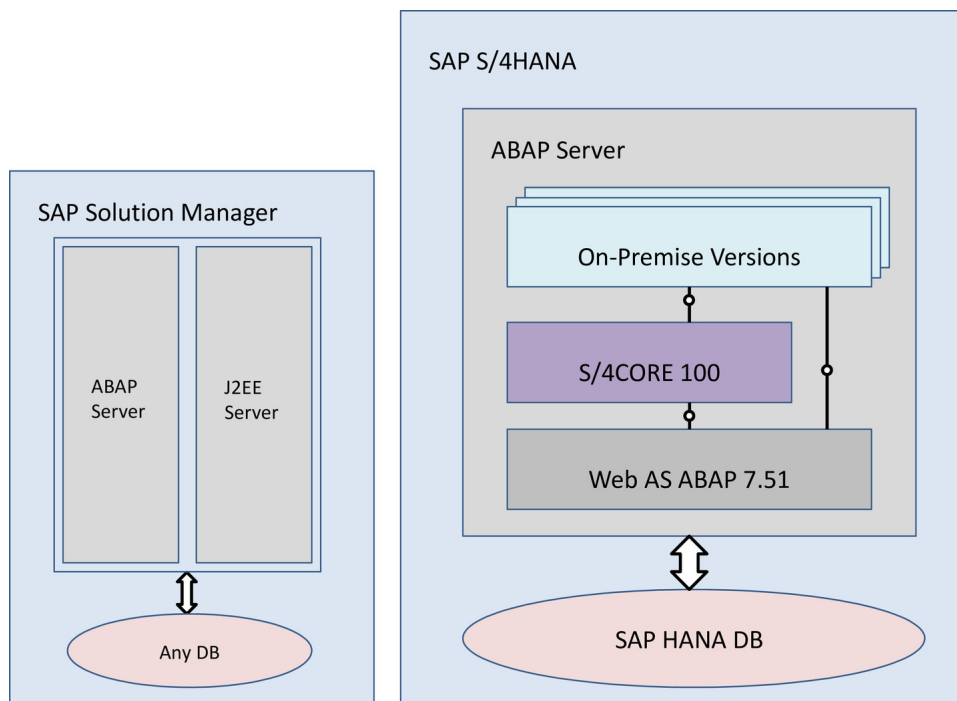 SAP Solution Manager
ABAP
Server
J2EE
Server
Any DB
SAP S/4HANA
ABAP Server
On-Premise Versions
S/4CORE 100
Web AS ABAP 7.51
SAP HANA DB